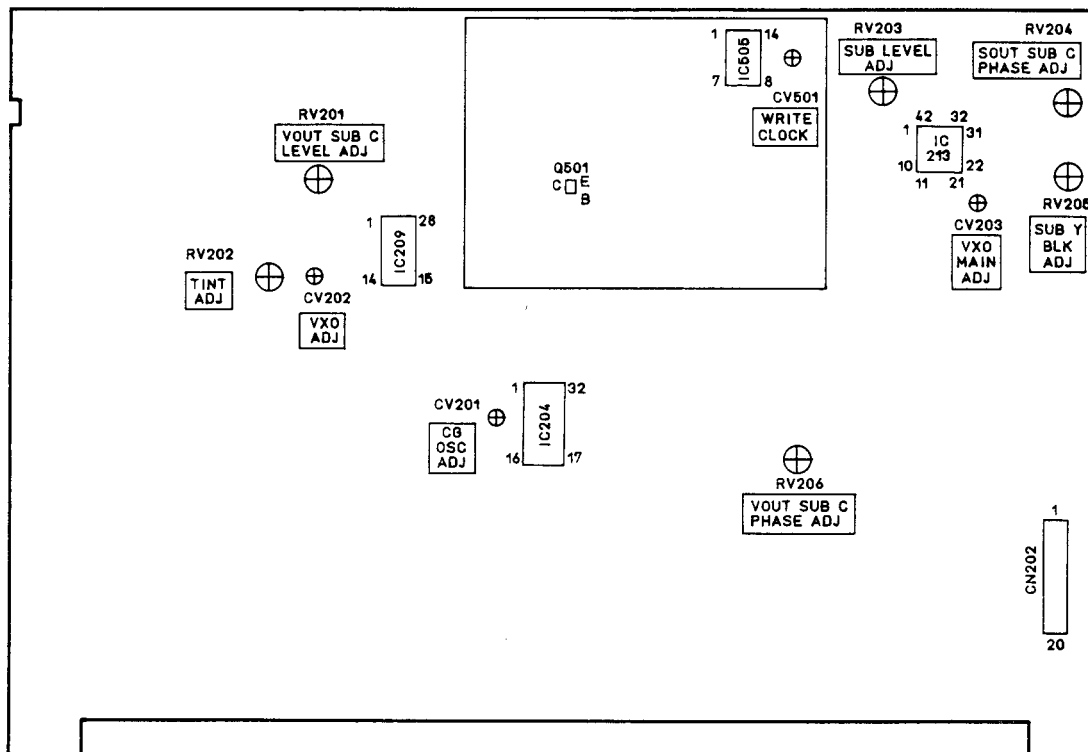 RV203
RV204
1
14
IC505
7
8
SUB LEVEL
ADJ
SOUT SUB C
PHASE ADJ
CV501
WRITE
CLOCK
RV201
VOUT SUB C
LEVEL ADJ
42
32
1
31
IC
213
10
22
11
21
Q501
C
E
B
RV205
SUB Y
BLK
ADJ
CV203
VXO
MAIN
ADJ
1
28
IC209
14
15
RV202
TINT
ADJ
CV202
VXO
ADJ
1
32
IC204
16
17
CV201
CG
OSC
ADJ
RV206
VOUT SUB C
PHASE ADJ
1
CN202
20